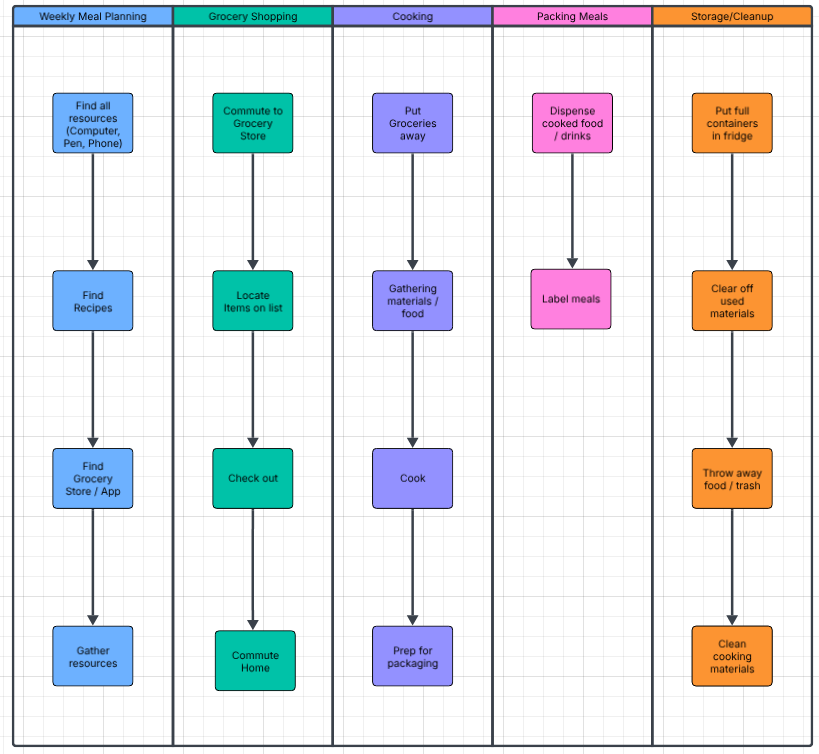 Weekly Meal Planning
Grocery Shopping
Cooking
Packing Meals
Storage/Cleanup
Find all
resources
(Computer,
Pen, Phone)
Find
Recipes
Find
Grocery
Store / App
Gather
resources
Commute to
Grocery
Store
Locate
Items on list
Check out
Commute
Home
Put
Groceries
away
Gathering
materials /
food
Cook
Prep for
packaging
Dispense
cooked food
/ drinks
Label meals
Put full
containers
in fridge
Clear off
used
materials
Throw away
food / trash
Clean
cooking
materials